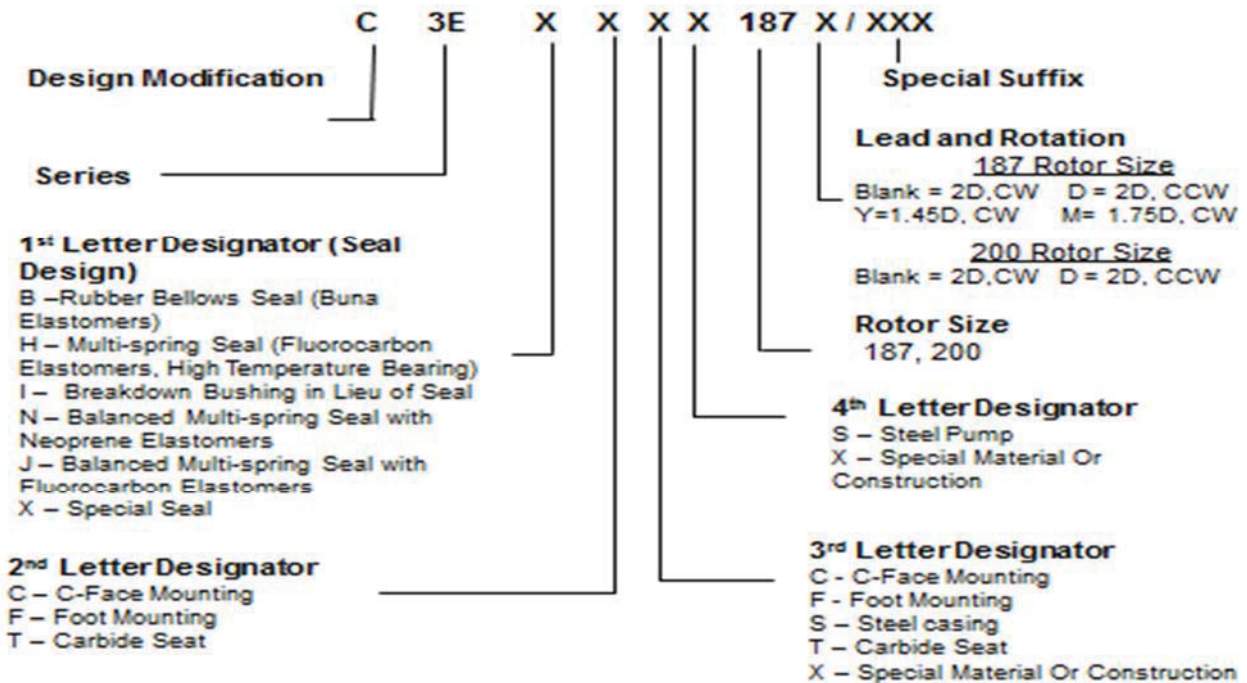 C 3E X X X X 187 X / XXX
Design Modification
Series
1st Letter Designator (Seal
Design)
B –Rubber Bellows Seal (Buna
Elastomers)
H – Multi-spring Seal (Fluorocarbon
Elastomers, High Temperature Bearing)
I – Breakdown Bushing in Lieu of Seal
N – Balanced Multi-spring Seal with
Neoprene Elastomers
J – Balanced Multi-spring Seal with
Fluorocarbon Elastomers
X – Special Seal
2nd Letter Designator
C – C-Face Mounting
F – Foot Mounting
T – Carbide Seat
Special Suffix
Lead and Rotation
187 Rotor Size
Blank = 2D,CW D = 2D, CCW
Y=1.45D, CW M= 1.75D, CW
200 Rotor Size
Blank = 2D,CW D = 2D, CCW
Rotor Size
187, 200
4th Letter Designator
S – Steel Pump
X – Special Material Or
Construction
3rd Letter Designator
C - C-Face Mounting
F - Foot Mounting
S – Steel casing
T – Carbide Seat
X – Special Material Or Construction